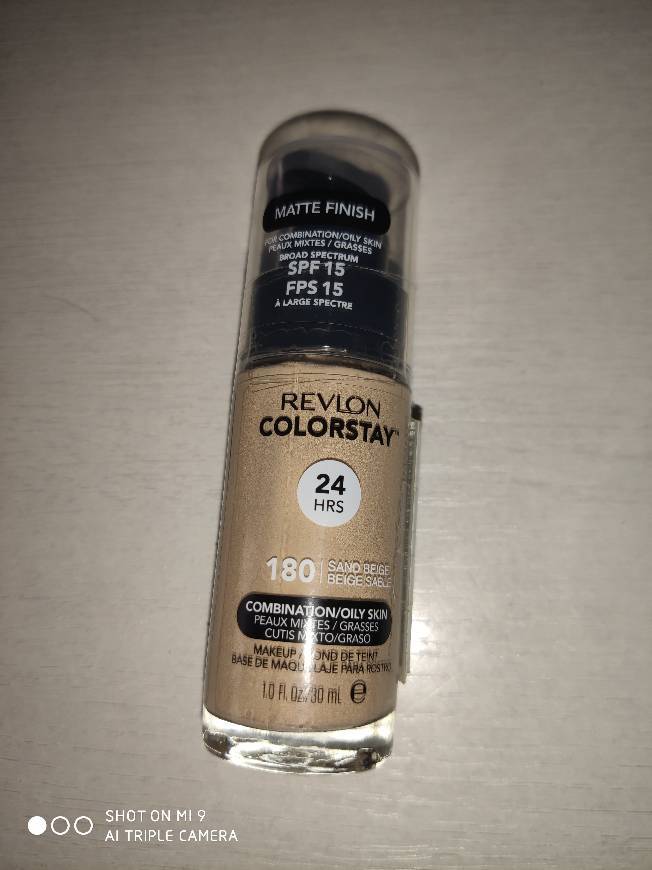 MATTE FINISH
FOR COMBINATION/OILY SKIN
PEAUX MIXTES / GRASSES
BROAD SPECTRUM
SPF 15
FPS 15
À LARGE SPECTRE
REVLON
COLORSTAY™
24
HRS
180 | SAND BEIGE
BEIGE SABLE
COMBINATION/OILY SKIN
PEAUX MIXTES / GRASSES
CUTIS MIXTO/GRASO
MAKEUP / FOND DE TEINT
BASE DE MAQUILLAJE PARA ROSTRO
1.0 Fl. Oz./30 mL ℮
SHOT ON MI 9
AI TRIPLE CAMERA